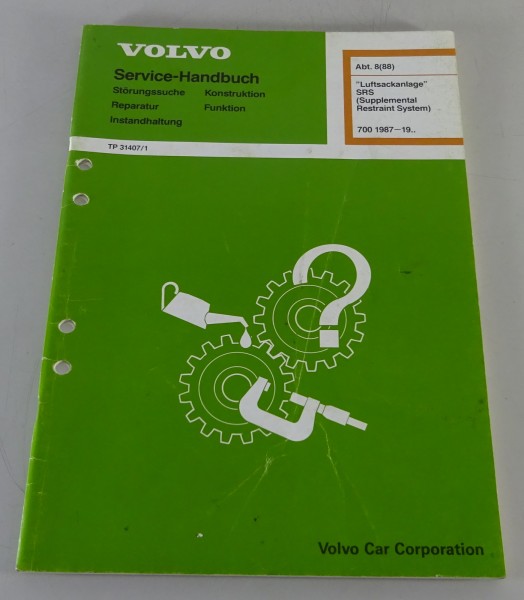 VOLVO
Service-Handbuch
Störungssuche Konstruktion
Reparatur Funktion
Instandhaltung
Abt. 8(88)
"Luftsackanlage"
SRS
(Supplemental
Restraint System)
700 1987–19..
TP 31407/1
Volvo Car Corporation